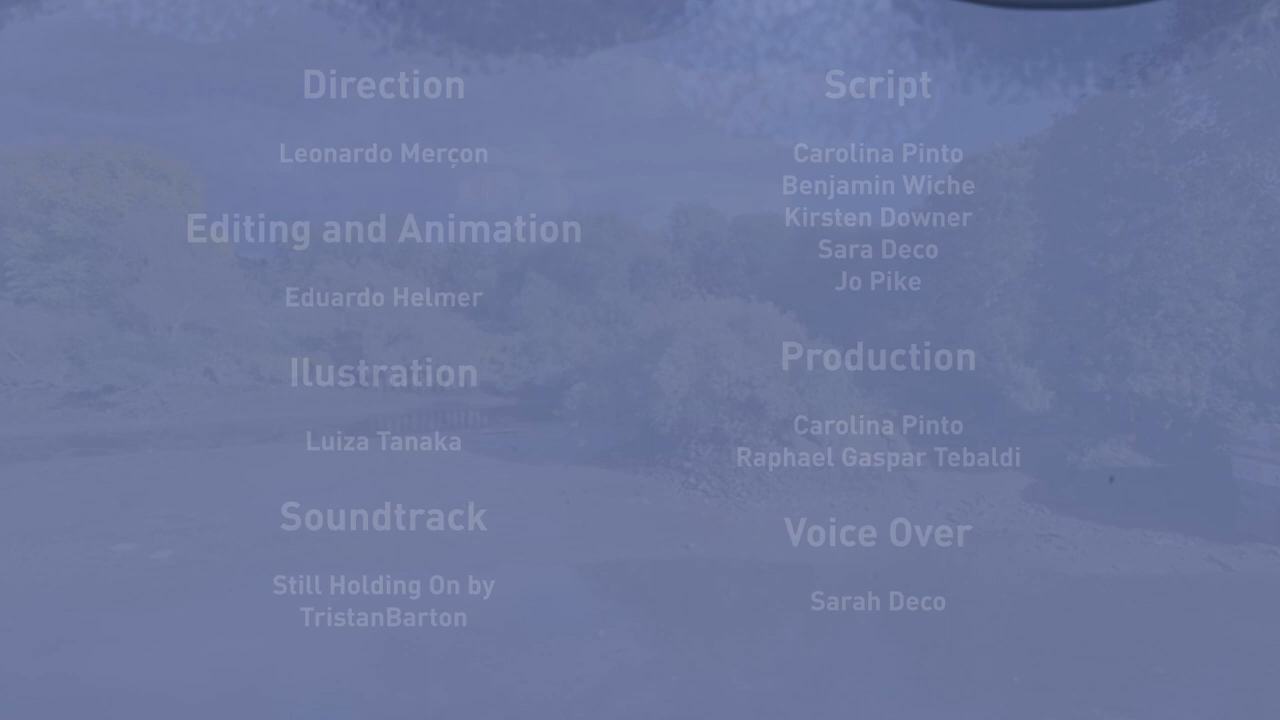 Direction
Leonardo Merçon
Editing and Animation
Eduardo Helmer
Ilustration
Luiza Tanaka
Soundtrack
Still Holding On by
TristanBarton
Script
Carolina Pinto
Benjamin Wiche
Kirsten Downer
Sara Deco
Jo Pike
Production
Carolina Pinto
Raphael Gaspar Tebaldi
Voice Over
Sarah Deco